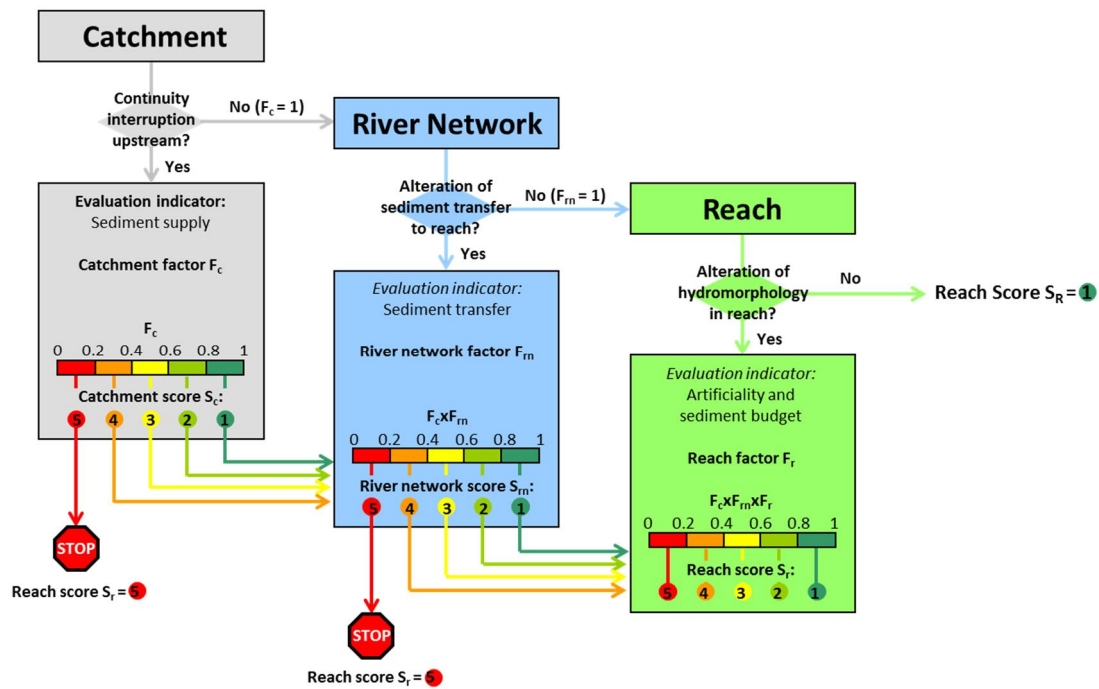 Catchment
Continuity
interruption
upstream?
No (Fc = 1)
Yes
Evaluation indicator:
Sediment supply
Catchment factor Fc
Fc
0 0.2 0.4 0.6 0.8 1
Catchment score Sc:
5 4 3 2 1
STOP
Reach score Sr = 5
River Network
Alteration of
sediment transfer
to reach?
No (Frn = 1)
Yes
Evaluation indicator:
Sediment transfer
River network factor Frn
FcxFrn
0 0.2 0.4 0.6 0.8 1
River network score Srn:
5 4 3 2 1
STOP
Reach score Sr = 5
Reach
Alteration of
hydromorphology
in reach?
No
Reach Score SR = 1
Yes
Evaluation indicator:
Artificiality and
sediment budget
Reach factor Fr
FcxFrnxFr
0 0.2 0.4 0.6 0.8 1
Reach score Sr:
5 4 3 2 1